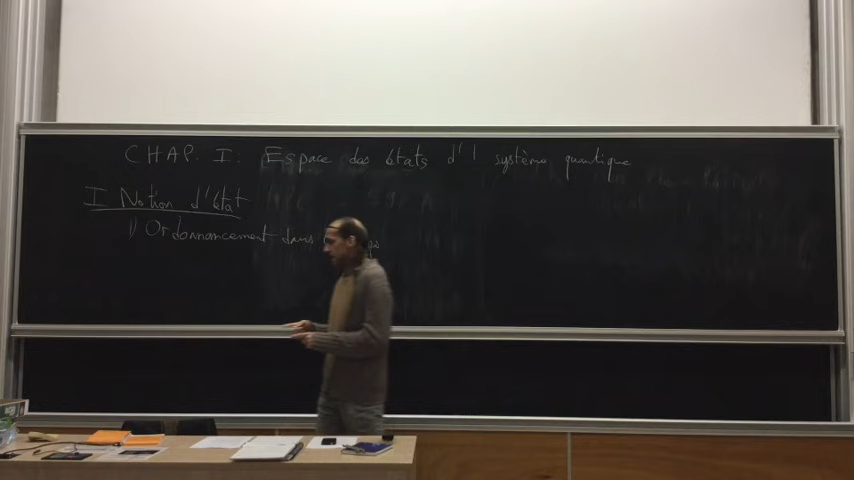 CHAP. I. Espace des états d'1 système quantique
I Notion d'état
1) Ordonnancement dans